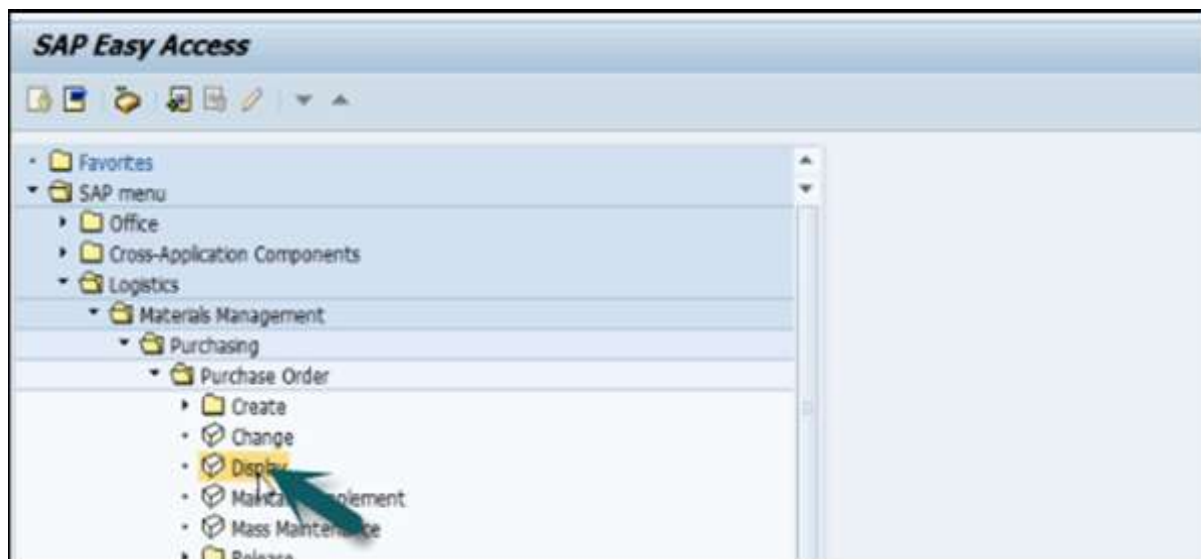 SAP Easy Access
Favorites
SAP menu
Office
Cross-Application Components
Logistics
Materials Management
Purchasing
Purchase Order
Create
Change
Display
Mass
Release